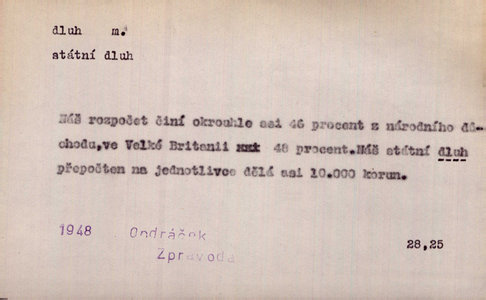 dluh m.
státní dluh
Náš rozpočet činí okrouhle asi 46 procent z národního dů-
chodu,ve Velké Britanii xxx 48 procent.Náš státní dluh
přepočten na jednotlivce dělá asi 10.000 korun.
1948 Ondráček
Zpravoda
28,25